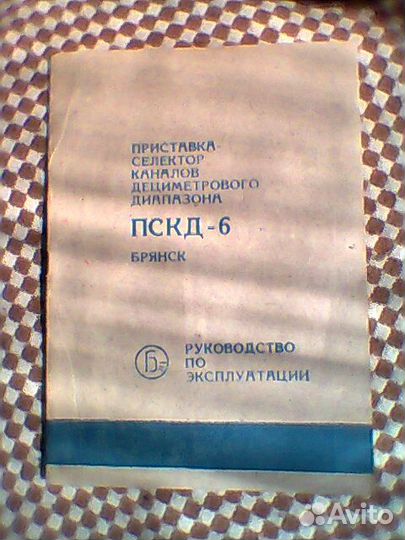 ПРИСТАВКА-
СЕЛЕКТОР
КАНАЛОВ
ДЕЦИМЕТРОВОГО
ДИАПАЗОНА
ПСКД-6
БРЯНСК
Б
РУКОВОДСТВО
ПО
ЭКСПЛУАТАЦИИ
Avito